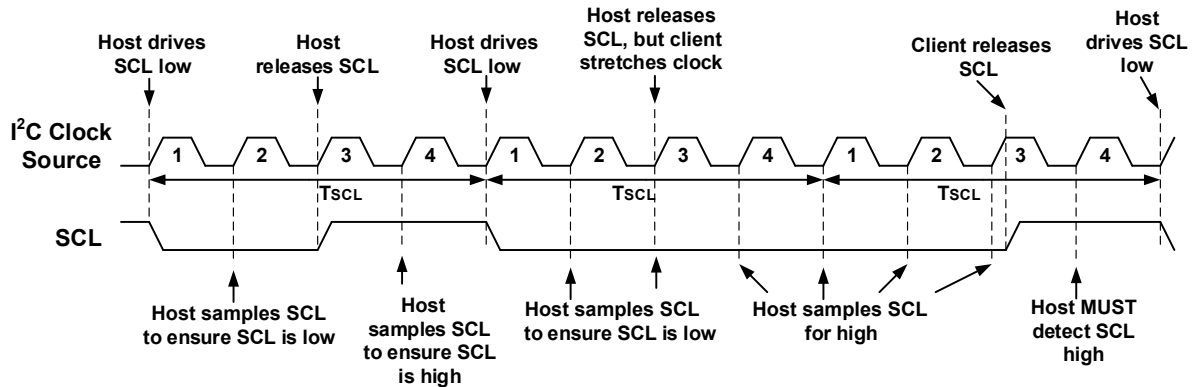 Host drives
SCL low
Host
releases SCL
Host drives
SCL low
Host releases
SCL, but client
stretches clock
Client releases
SCL
Host
drives SCL
low
I²C Clock
Source
1 2 3 4 1 2 3 4 1 2 3 4
TSCL TSCL TSCL
SCL
Host samples SCL
to ensure SCL is low
Host
samples SCL
to ensure SCL
is high
Host samples SCL
to ensure SCL is low
Host samples SCL
for high
Host MUST
detect SCL
high